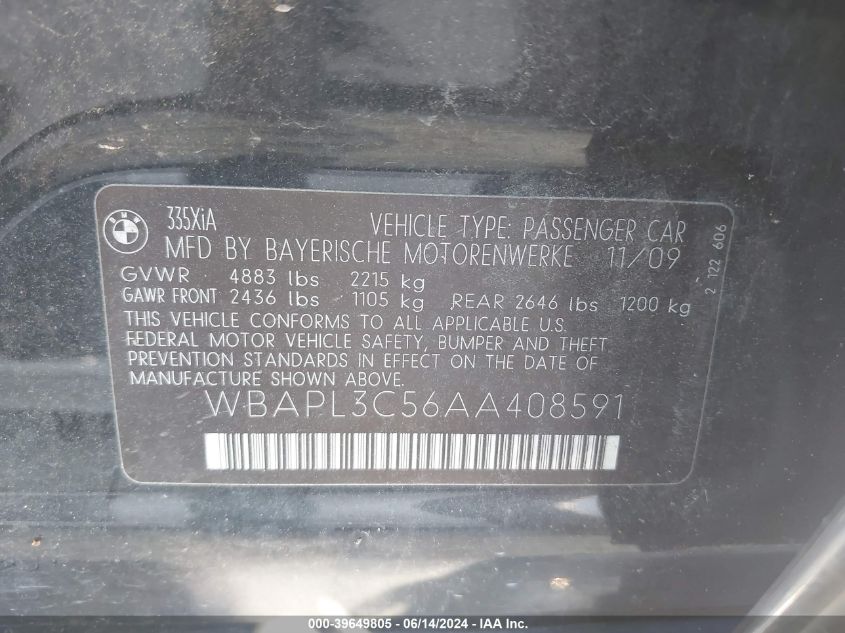 BMW
335XiA VEHICLE TYPE: PASSENGER CAR
MFD BY BAYERISCHE MOTORENWERKE 11/09
GVWR 4883 lbs 2215 kg
GAWR FRONT 2436 lbs 1105 kg REAR 2646 lbs 1200 kg
THIS VEHICLE CONFORMS TO ALL APPLICABLE U.S.
FEDERAL MOTOR VEHICLE SAFETY, BUMPER AND THEFT
PREVENTION STANDARDS IN EFFECT ON THE DATE OF
MANUFACTURE SHOWN ABOVE.
WBAPL3C56AA408591
2 122 606
000-39649805 - 06/14/2024 - IAA Inc.